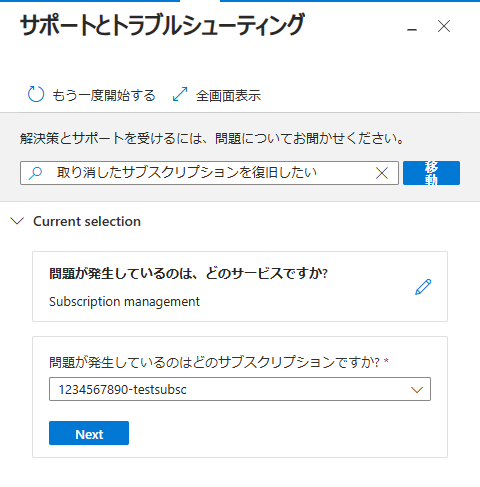 サポートとトラブルシューティング
もう一度開始する 全画面表示
解決策とサポートを受けるには、問題についてお聞かせください。
取り消したサブスクリプションを復旧したい 移動
Current selection
問題が発生しているのは、どのサービスですか?
Subscription management
問題が発生しているのはどのサブスクリプションですか? *
1234567890-testsubsc
Next